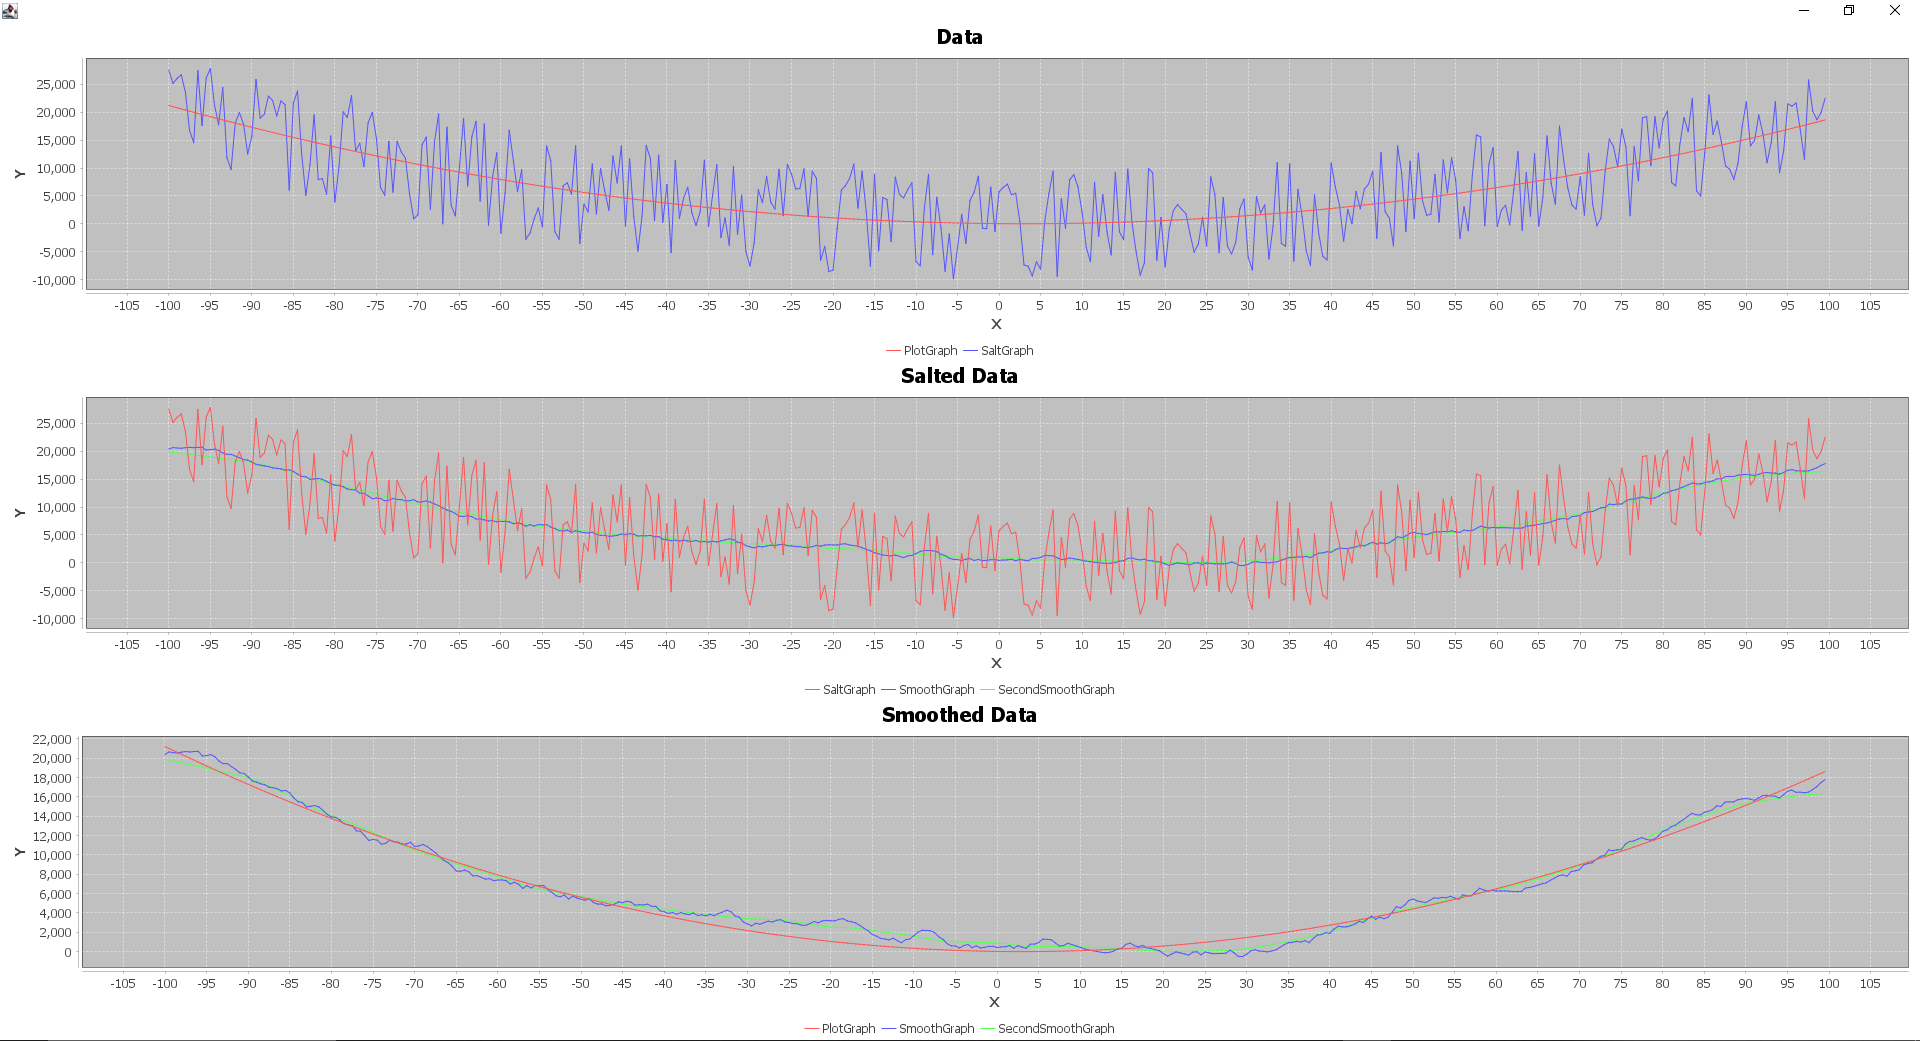 Data
25,000
20,000
15,000
10,000
5,000
0
-5,000
-10,000
Y
-105 -100 -95 -90 -85 -80 -75 -70 -65 -60 -55 -50 -45 -40 -35 -30 -25 -20 -15 -10 -5 0 5 10 15 20 25 30 35 40 45 50 55 60 65 70 75 80 85 90 95 100 105
X
PlotGraph SaltGraph
Salted Data
25,000
20,000
15,000
10,000
5,000
0
-5,000
-10,000
Y
-105 -100 -95 -90 -85 -80 -75 -70 -65 -60 -55 -50 -45 -40 -35 -30 -25 -20 -15 -10 -5 0 5 10 15 20 25 30 35 40 45 50 55 60 65 70 75 80 85 90 95 100 105
X
SaltGraph SmoothGraph SecondSmoothGraph
Smoothed Data
22,000
20,000
18,000
16,000
14,000
12,000
10,000
8,000
6,000
4,000
2,000
0
Y
-105 -100 -95 -90 -85 -80 -75 -70 -65 -60 -55 -50 -45 -40 -35 -30 -25 -20 -15 -10 -5 0 5 10 15 20 25 30 35 40 45 50 55 60 65 70 75 80 85 90 95 100 105
X
PlotGraph SmoothGraph SecondSmoothGraph